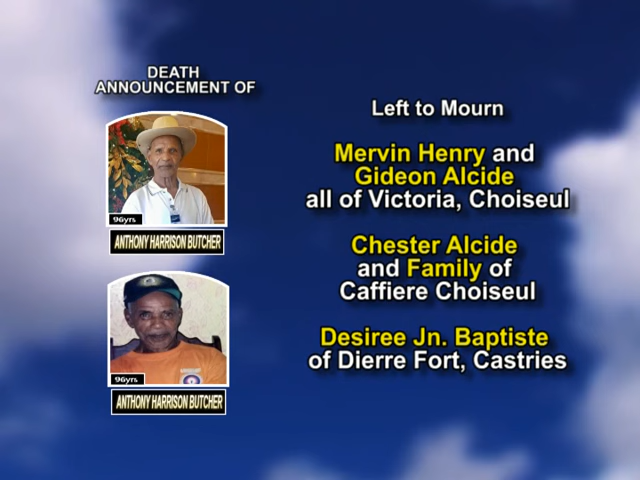 DEATH
ANNOUNCEMENT OF
96yrs
ANTHONY HARRISON BUTCHER
96yrs
ANTHONY HARRISON BUTCHER
Left to Mourn
Mervin Henry and
Gideon Alcide
all of Victoria, Choiseul
Chester Alcide
and Family of
Caffiere Choiseul
Desiree Jn. Baptiste
of Dierre Fort, Castries